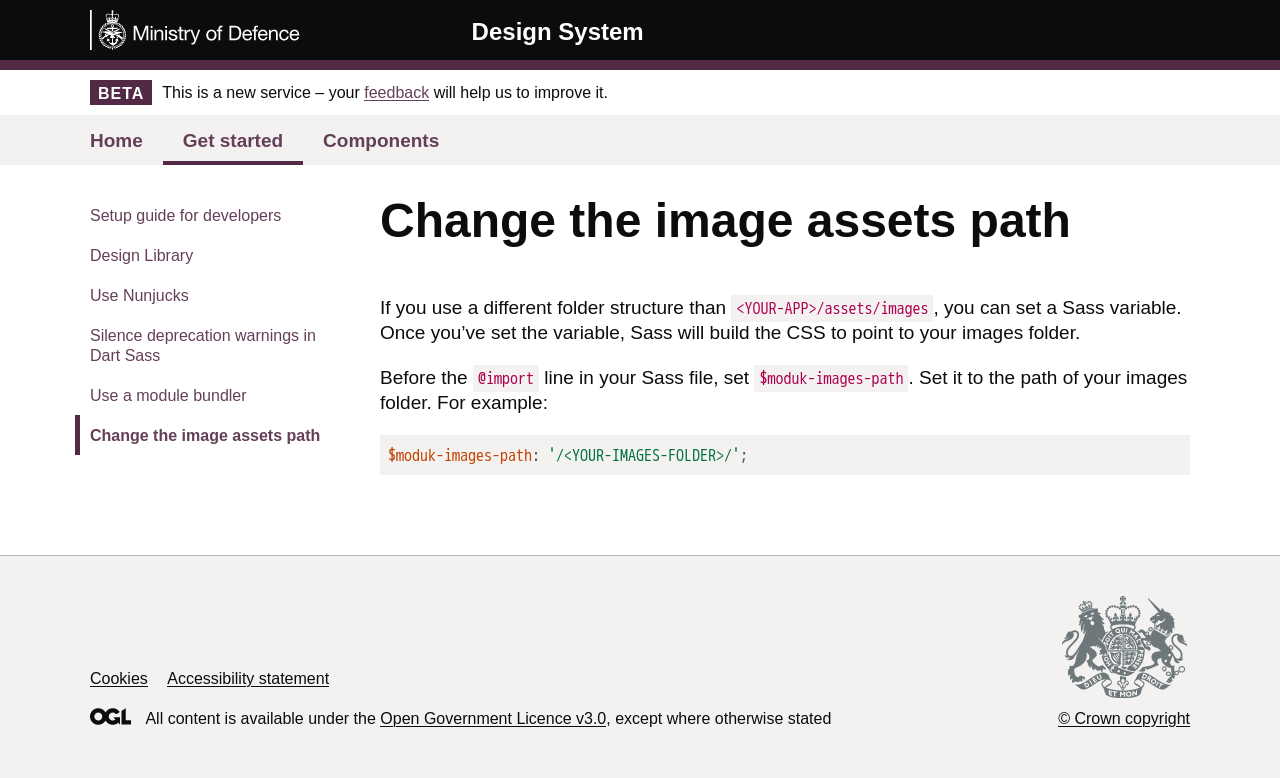 Ministry of Defence
Design System
BETA This is a new service – your feedback will help us to improve it.
Home Get started Components
Setup guide for developers
Design Library
Use Nunjucks
Silence deprecation warnings in
Dart Sass
Use a module bundler
Change the image assets path
Change the image assets path
If you use a different folder structure than <YOUR-APP>/assets/images, you can set a Sass variable.
Once you’ve set the variable, Sass will build the CSS to point to your images folder.
Before the @import line in your Sass file, set $moduk-images-path. Set it to the path of your images
folder. For example:
$moduk-images-path: '/<YOUR-IMAGES-FOLDER>/';
Cookies Accessibility statement
OGL All content is available under the Open Government Licence v3.0, except where otherwise stated
DIEU ET MON DROIT
© Crown copyright